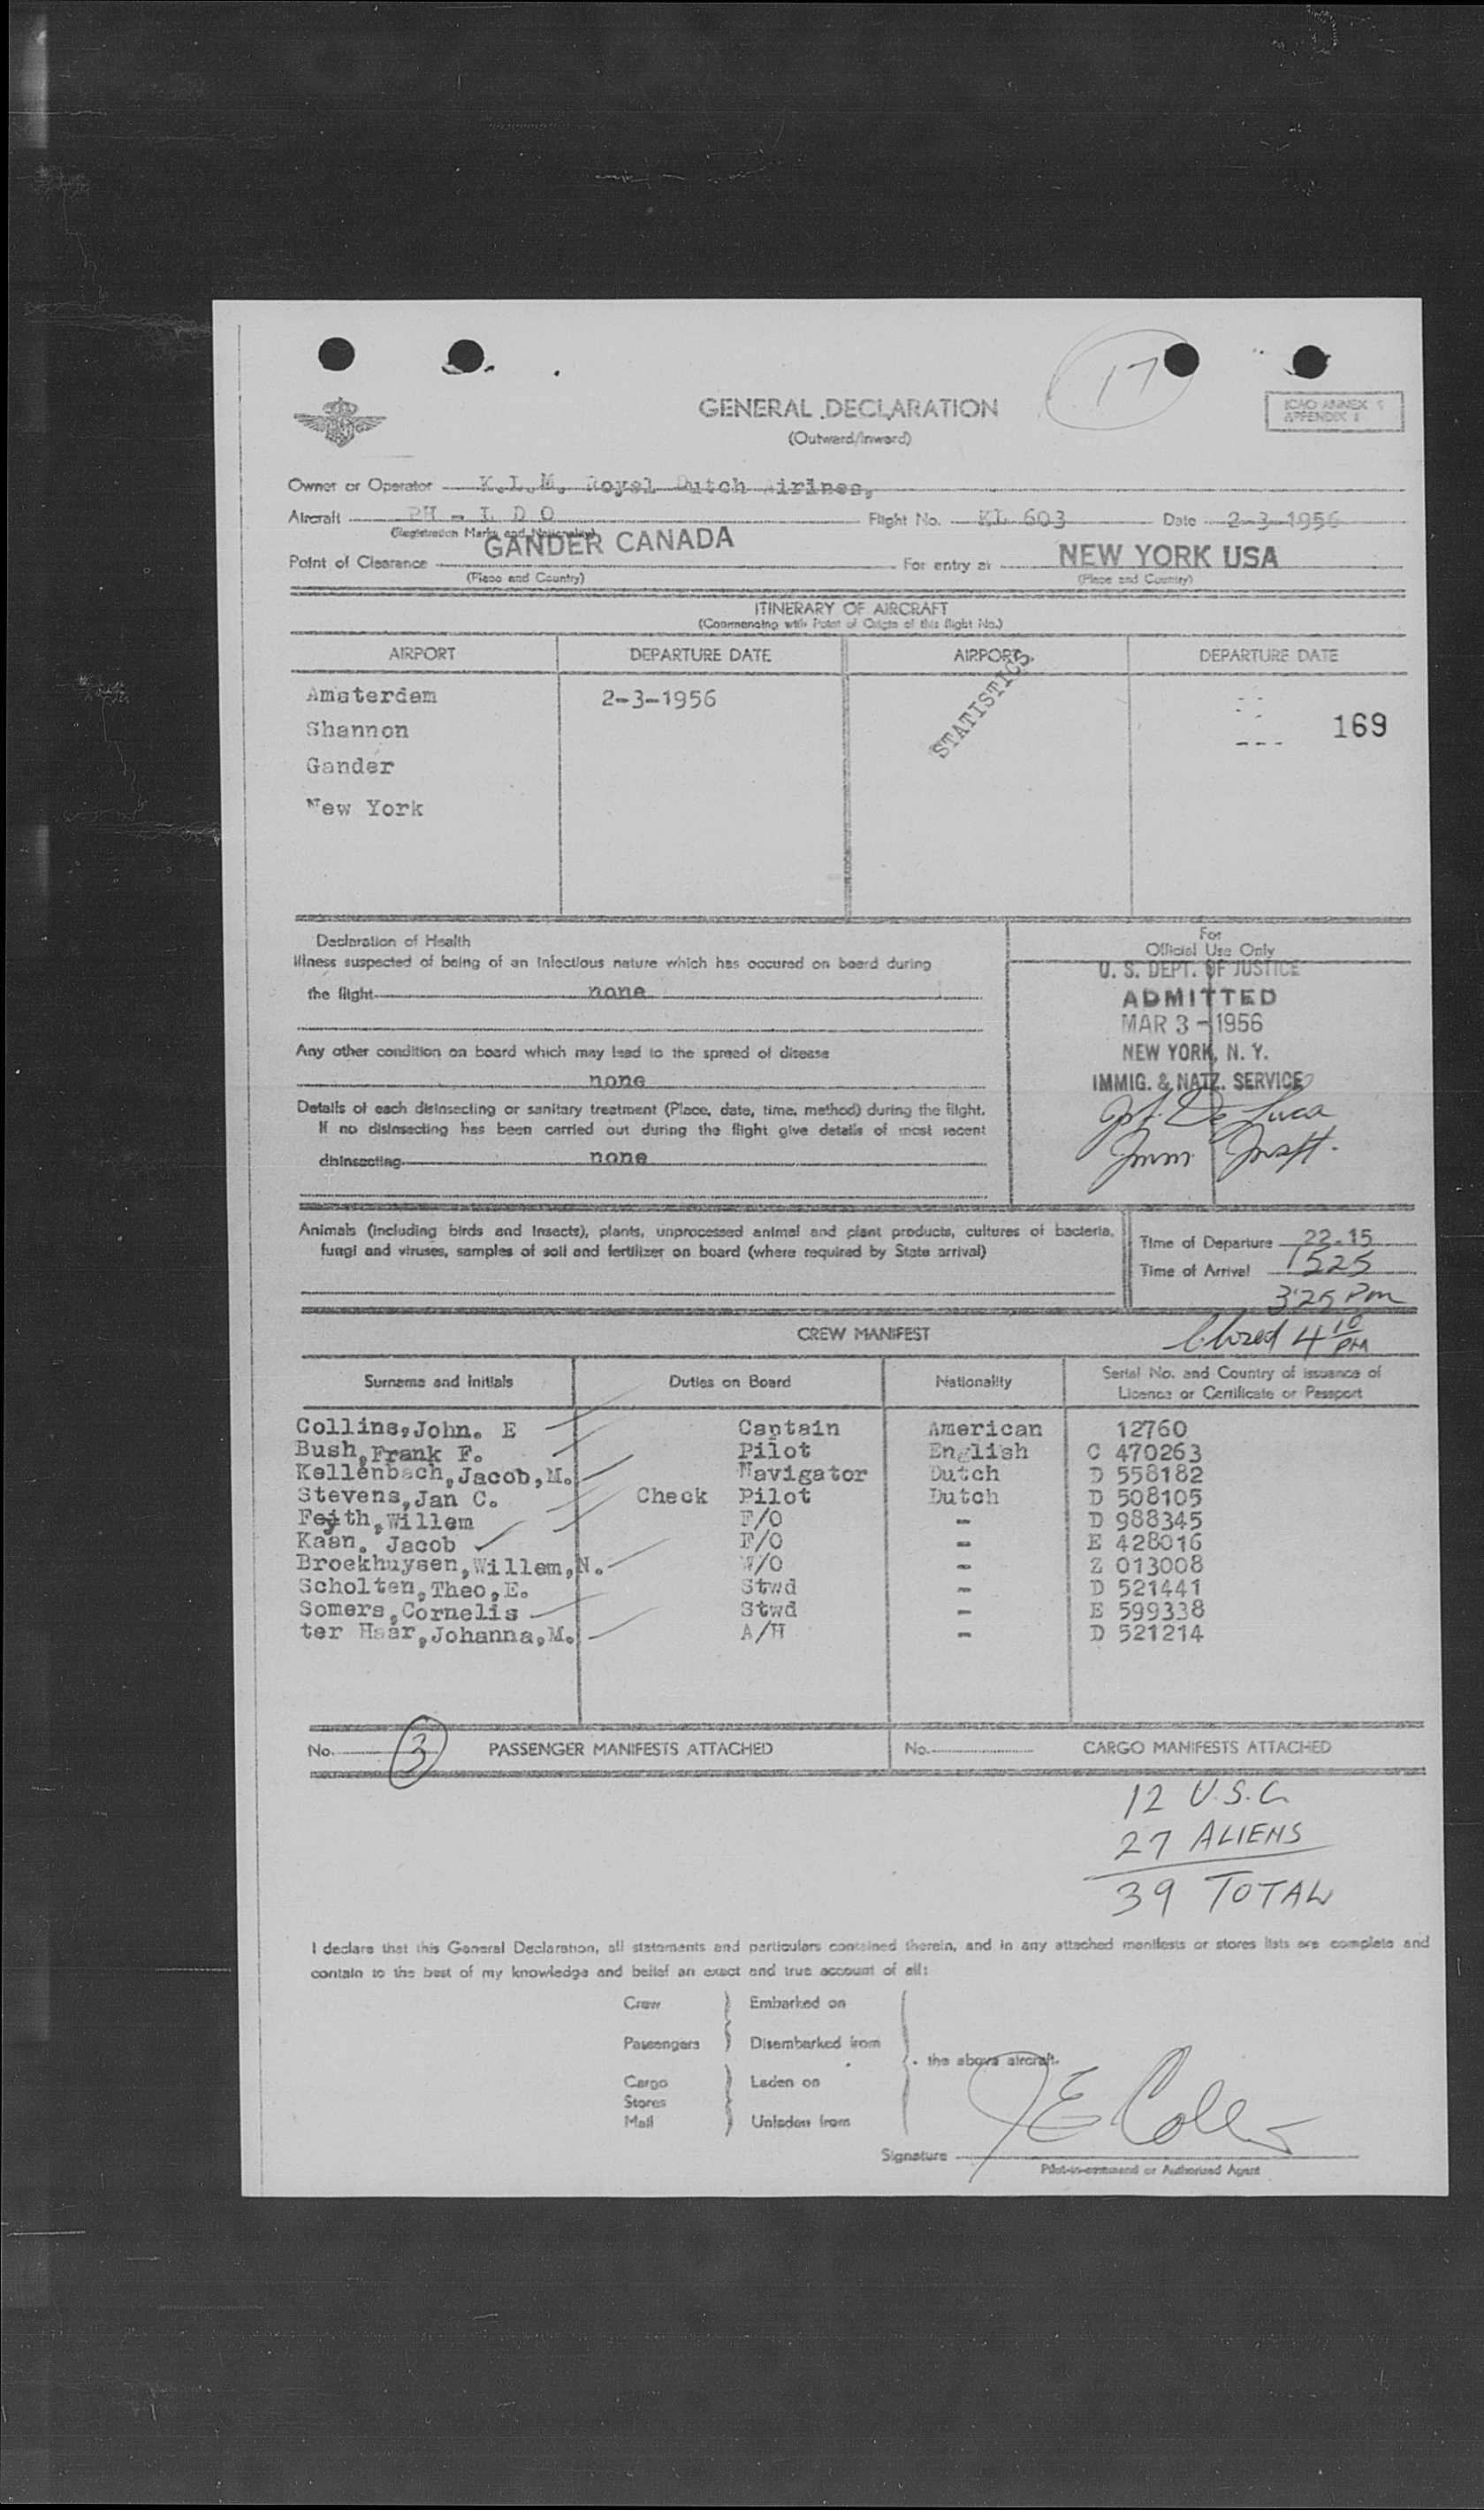 17
GENERAL DECLARATION
(Outward/Inward)
ICAO ANNEX 9
APPENDIX 1
Owner or Operator K.L.M. Royal Dutch Airines,
Aircraft PH - L D O Flight No. KL 603 Date 2-3-1956
(Registration Marks and Nationality)
Point of Clearance GANDER CANADA For entry at NEW YORK USA
(Place and Country) (Place and Country)
ITINERARY OF AIRCRAFT
(Commencing with Point of Origin of this flight No.)
AIRPORT DEPARTURE DATE AIRPORT DEPARTURE DATE
Amsterdam 2-3-1956
STATISTICS
Shannon 169
Gander
New York
Declaration of Health
Illness suspected of being of an infectious nature which has occured on board during
the flight none
Any other condition on board which may lead to the spread of disease
none
Details of each disinsecting or sanitary treatment (Place, date, time, method) during the flight.
If no disinsecting has been carried out during the flight give details of most recent
disinsecting none
For
Official Use Only
U. S. DEPT. OF JUSTICE
ADMITTED
MAR 3 - 1956
NEW YORK, N. Y.
IMMIG. & NATZ. SERVICE
De Luca
Imm Inspt.
Animals (including birds and insects), plants, unprocessed animal and plant products, cultures of bacteria,
fungi and viruses, samples of soil and fertilizer on board (where required by State arrival)
Time of Departure 22-15
Time of Arrival 1525
3:25 Pm
CREW MANIFEST
Closed 4 10 PM
Surname and Initials Duties on Board Nationality Serial No. and Country of issuance of
Licence or Certificate or Passport
Collins,John. E Captain American 12760
Bush,Frank F. Pilot English C 470263
Kellenbach,Jacob,M. Navigator Dutch D 558182
Stevens,Jan C. Check Pilot Dutch D 508105
Feyth,Willem F/O - D 988345
Kaan. Jacob F/O - E 428016
Broekhuysen,Willem,N. W/O - Z 013008
Scholten,Theo,E. Stwd - D 521441
Somers,Cornelis Stwd - E 599338
ter Haar,Johanna,M. A/H - D 521214
No. 3 PASSENGER MANIFESTS ATTACHED No. CARGO MANIFESTS ATTACHED
12 U.S.C.
27 ALIENS
39 TOTAL
I declare that this General Declaration, all statements and particulars contained therein, and in any attached manifests or stores lists are complete and
contain to the best of my knowledge and belief an exact and true account of all:
Crew Embarked on
Passengers Disembarked from
the above aircraft.
Cargo Laden on
Stores
Mail Unladen from
Signature
Pilot-in-command or Authorized Agent